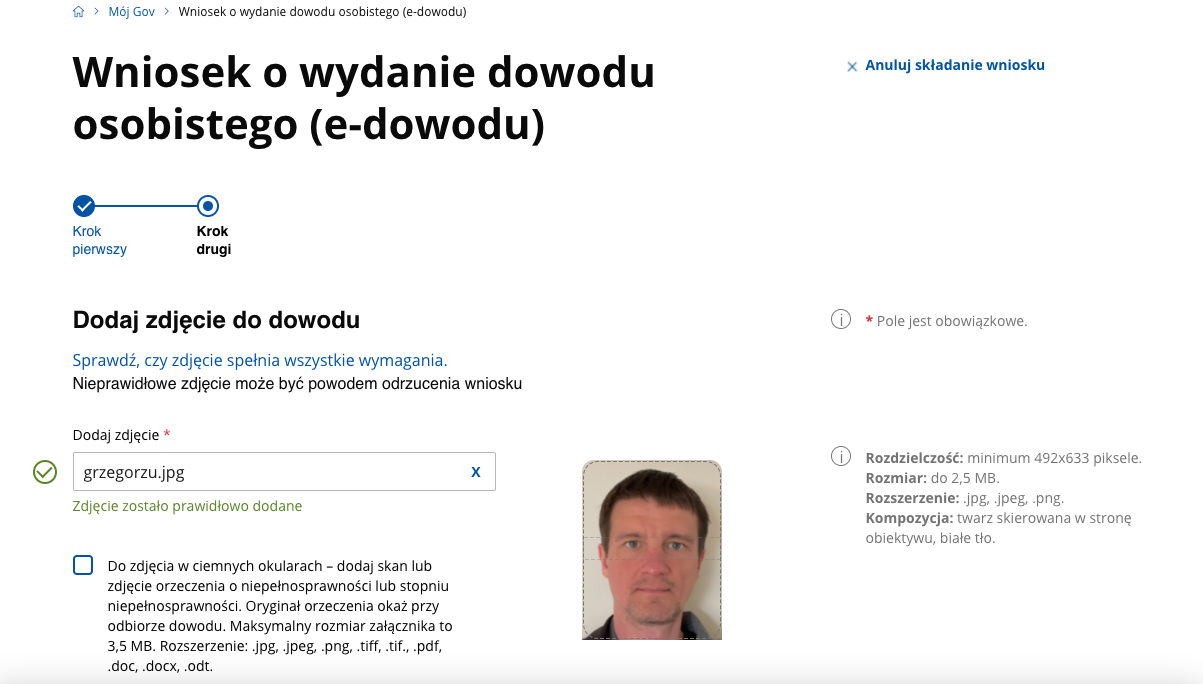 Mój Gov
Wniosek o wydanie dowodu osobistego (e-dowodu)
Wniosek o wydanie dowodu
osobistego (e-dowodu)
Anuluj składanie wniosku
Krok
pierwszy
Krok
drugi
Dodaj zdjęcie do dowodu
* Pole jest obowiązkowe.
Sprawdź, czy zdjęcie spełnia wszystkie wymagania.
Nieprawidłowe zdjęcie może być powodem odrzucenia wniosku
Dodaj zdjęcie *
grzegorzu.jpg
X
Zdjęcie zostało prawidłowo dodane
Rozdzielczość: minimum 492x633 piksele.
Rozmiar: do 2,5 MB.
Rozszerzenie: .jpg, .jpeg, .png.
Kompozycja: twarz skierowana w stronę
obiektywu, białe tło.
Do zdjęcia w ciemnych okularach – dodaj skan lub
zdjęcie orzeczenia o niepełnosprawności lub stopniu
niepełnosprawności. Oryginał orzeczenia okaż przy
odbiorze dowodu. Maksymalny rozmiar załącznika to
3,5 MB. Rozszerzenie: .jpg, .jpeg, .png, .tiff, .tif., .pdf,
.doc, .docx, .odt.